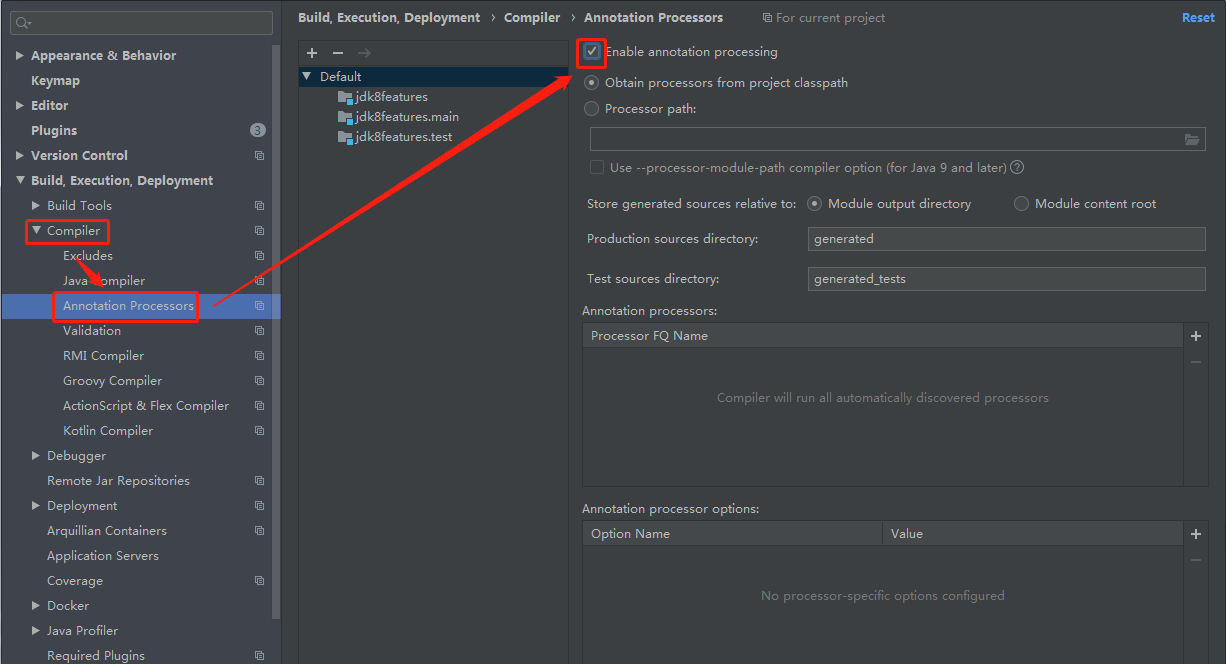 Appearance & Behavior
Keymap
Editor
Plugins
3
Version Control
Build, Execution, Deployment
Build Tools
Compiler
Excludes
Java Compiler
Annotation Processors
Validation
RMI Compiler
Groovy Compiler
ActionScript & Flex Compiler
Kotlin Compiler
Debugger
Remote Jar Repositories
Deployment
Arquillian Containers
Application Servers
Coverage
Docker
Java Profiler
Required Plugins
Build, Execution, Deployment › Compiler › Annotation Processors
For current project
Reset
Default
jdk8features
jdk8features.main
jdk8features.test
Enable annotation processing
Obtain processors from project classpath
Processor path:
Use --processor-module-path compiler option (for Java 9 and later) ?
Store generated sources relative to: Module output directory Module content root
Production sources directory: generated
Test sources directory: generated_tests
Annotation processors:
Processor FQ Name
Compiler will run all automatically discovered processors
Annotation processor options:
Option Name Value
No processor-specific options configured